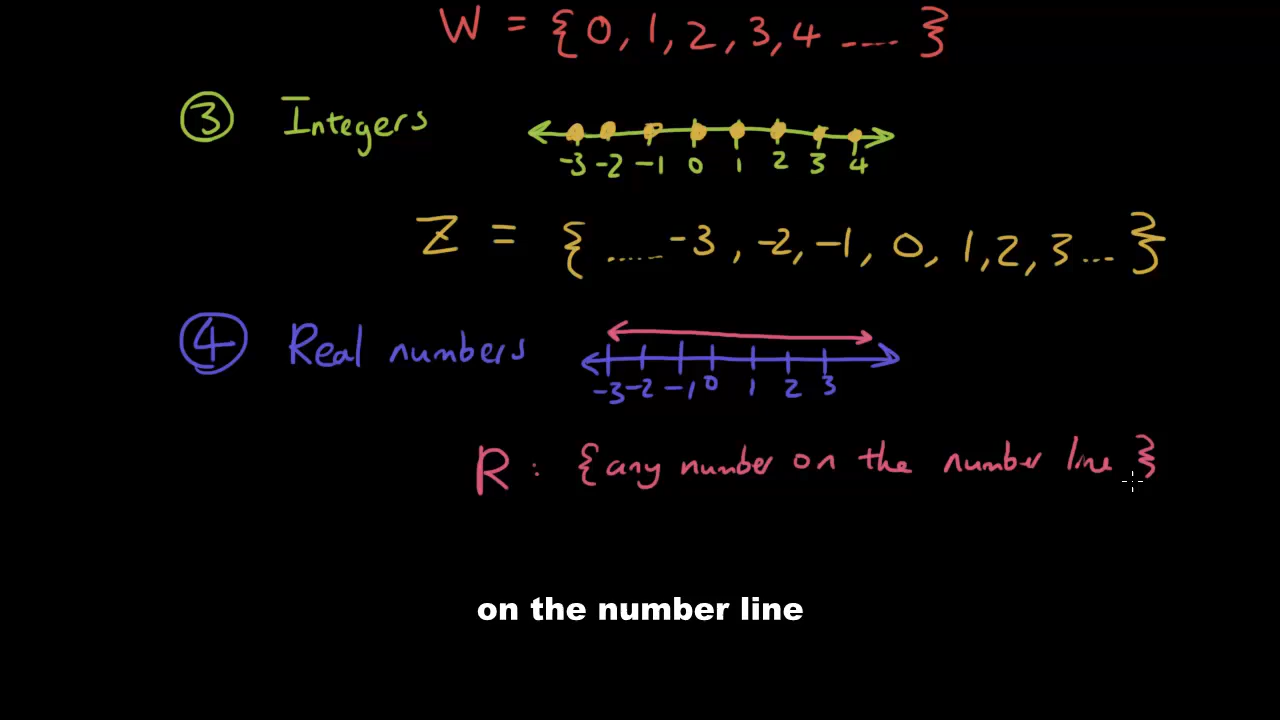 W = {0, 1, 2, 3, 4 ..... }
③ Integers
-3 -2 -1 0 1 2 3 4
Z = { ...... -3, -2, -1, 0, 1, 2, 3 .... }
④ Real numbers
-3 -2 -1 0 1 2 3
R : {any number on the number line}
on the number line